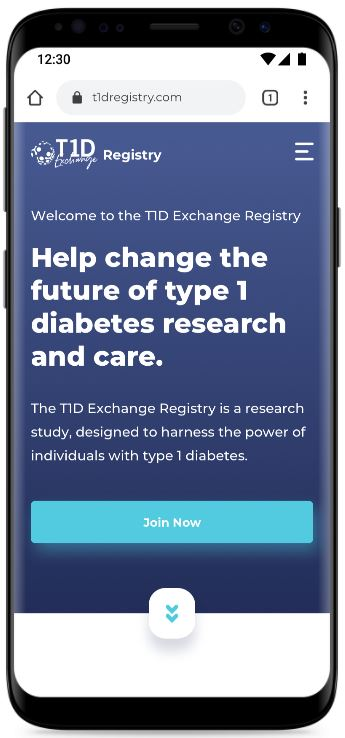 12:30
t1dregistry.com
1
T1D
Exchange
Registry
Welcome to the T1D Exchange Registry
Help change the
future of type 1
diabetes research
and care.
The T1D Exchange Registry is a research
study, designed to harness the power of
individuals with type 1 diabetes.
Join Now